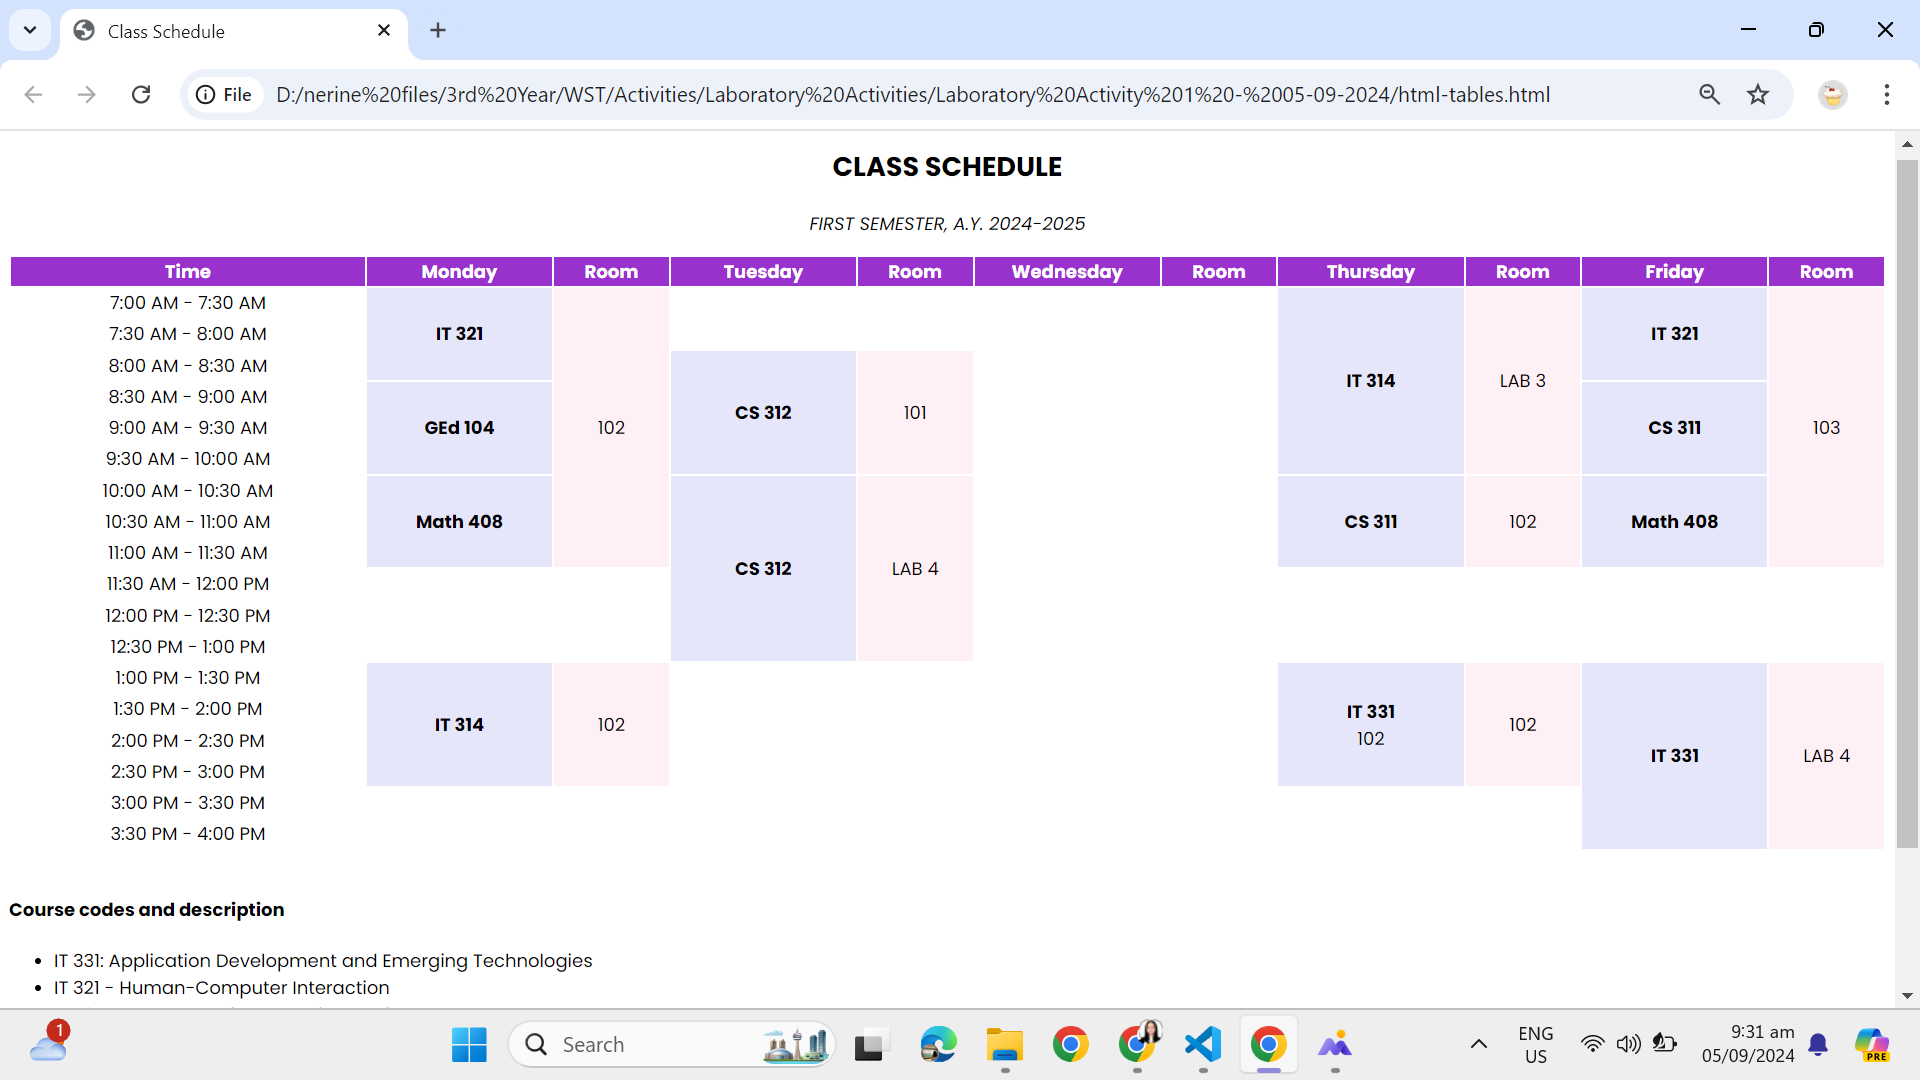 Class Schedule
File
D:/nerine%20files/3rd%20Year/WST/Activities/Laboratory%20Activities/Laboratory%20Activity%201%20-%2005-09-2024/html-tables.html
CLASS SCHEDULE
FIRST SEMESTER, A.Y. 2024-2025
Time Monday Room Tuesday Room Wednesday Room Thursday Room Friday Room
7:00 AM - 7:30 AM
7:30 AM - 8:00 AM IT 321 IT 321
8:00 AM - 8:30 AM
IT 314 LAB 3
8:30 AM - 9:00 AM
CS 312 101
9:00 AM - 9:30 AM GEd 104 102 CS 311 103
9:30 AM - 10:00 AM
10:00 AM - 10:30 AM
10:30 AM - 11:00 AM Math 408 CS 311 102 Math 408
11:00 AM - 11:30 AM
CS 312 LAB 4
11:30 AM - 12:00 PM
12:00 PM - 12:30 PM
12:30 PM - 1:00 PM
1:00 PM - 1:30 PM
1:30 PM - 2:00 PM IT 331
IT 314 102 102
2:00 PM - 2:30 PM 102
IT 331 LAB 4
2:30 PM - 3:00 PM
3:00 PM - 3:30 PM
3:30 PM - 4:00 PM
Course codes and description
• IT 331: Application Development and Emerging Technologies
• IT 321 - Human-Computer Interaction
1
Search
ENG
US
9:31 am
05/09/2024
PRE